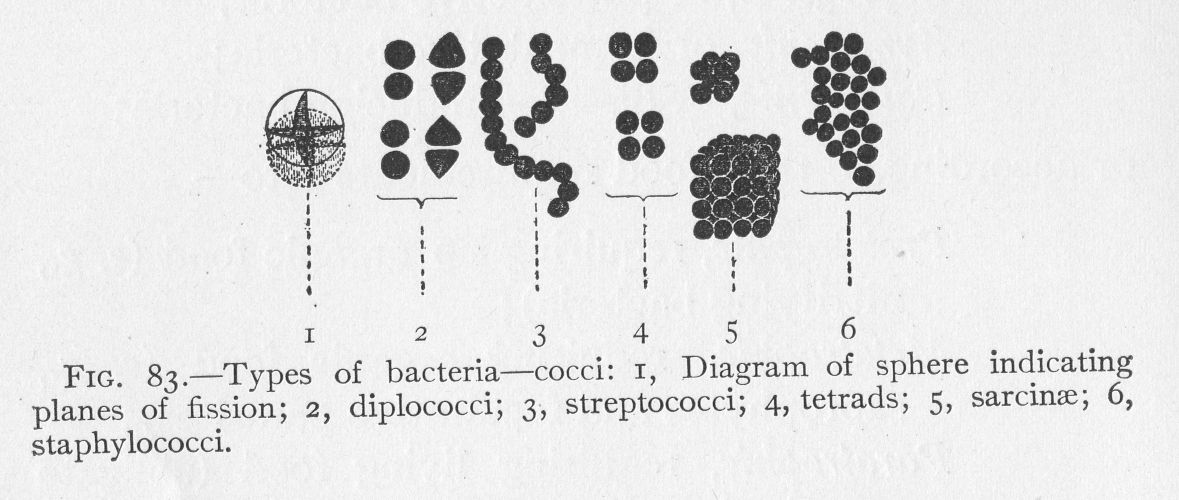 1 2 3 4 5 6
FIG. 83.—Types of bacteria—cocci: 1, Diagram of sphere indicating
planes of fission; 2, diplococci; 3, streptococci; 4, tetrads; 5, sarcinæ; 6,
staphylococci.